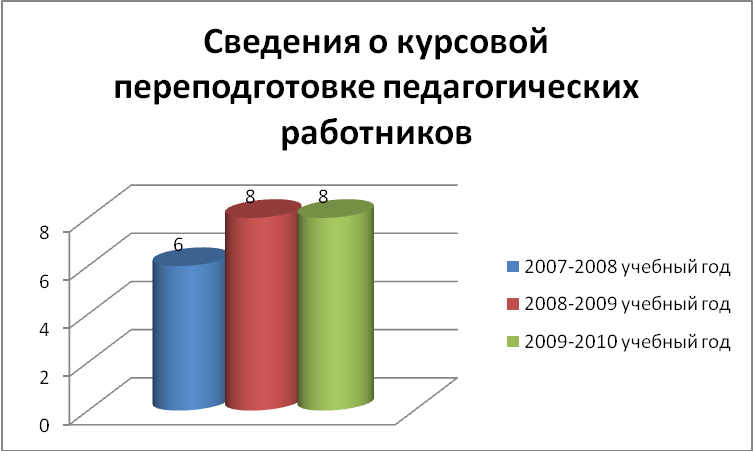 Сведения о курсовой
переподготовке педагогических
работников
8
8
6
8
6
4
2
0
2007-2008 учебный год
2008-2009 учебный год
2009-2010 учебный год